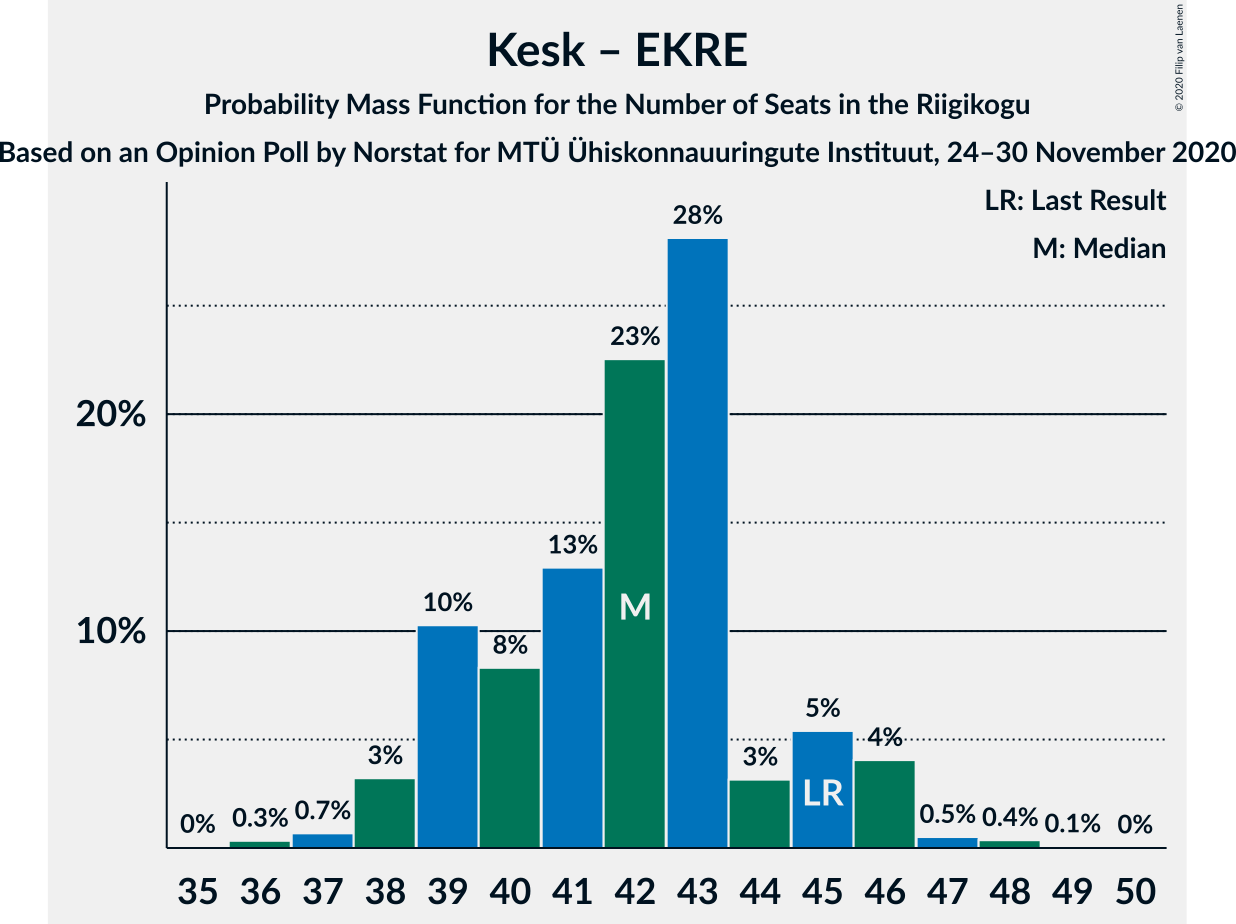 Kesk – EKRE
Probability Mass Function for the Number of Seats in the Riigikogu
Based on an Opinion Poll by Norstat for MTÜ Ühiskonnauuringute Instituut, 24–30 November 2020
© 2020 Filip van Laenen
LR: Last Result
M: Median
28%
23%
20%
13%
M
10%
10%
8%
5%
4%
3%
3%
LR
0%
0.3%
0.7%
0.5%
0.4%
0.1%
0%
35 36 37 38 39 40 41 42 43 44 45 46 47 48 49 50